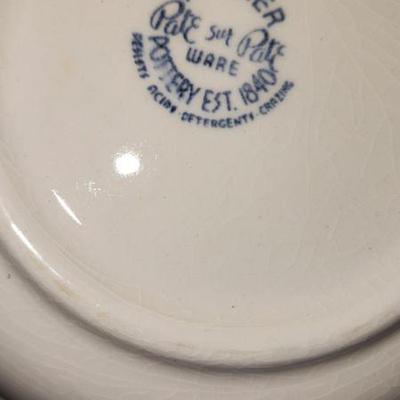 Pate sur Pate
WARE
POTTERY EST. 1840
RESISTS ACIDS DETERGENTS CRAZING